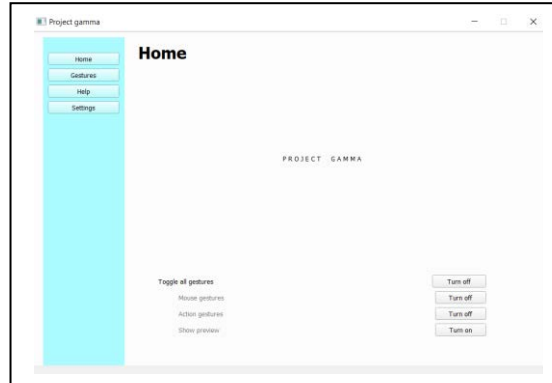 Project gamma
Home
Gestures
Help
Settings
Home
PROJECT GAMMA
Toggle all gestures Turn off
Mouse gestures Turn off
Action gestures Turn off
Show preview Turn on